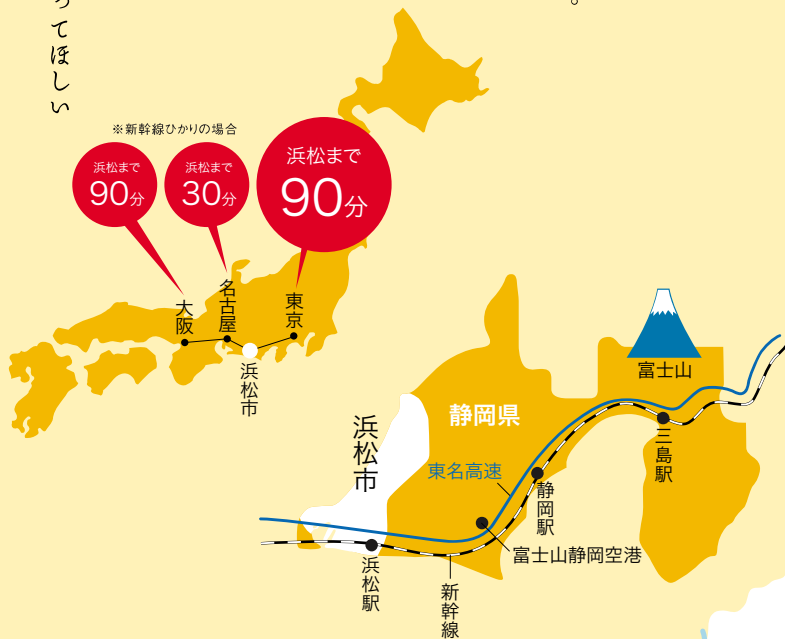 。
ってほしい
※新幹線ひかりの場合
浜松まで
90分
浜松まで
30分
浜松まで
90分
大阪
名古屋
東京
浜松市
富士山
静岡県
浜松市
三島駅
東名高速
静岡駅
富士山静岡空港
浜松駅
新幹線